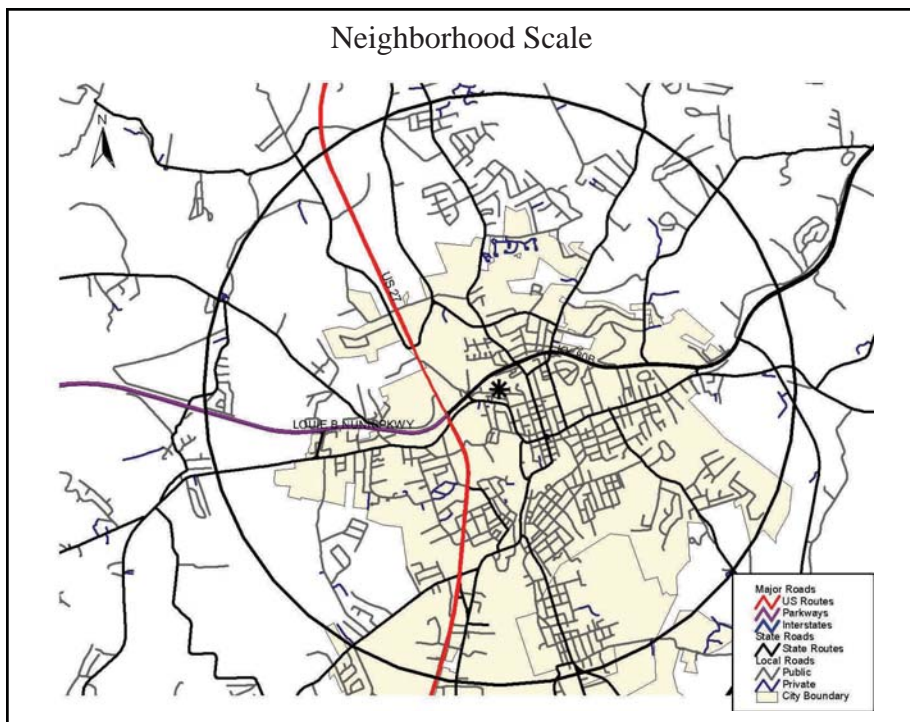 Neighborhood Scale
N
US 27
LOUIE B
PKWY
Major Roads
US Routes
Parkways
Interstates
State Roads
State Routes
Local Roads
Public
Private
City Boundary